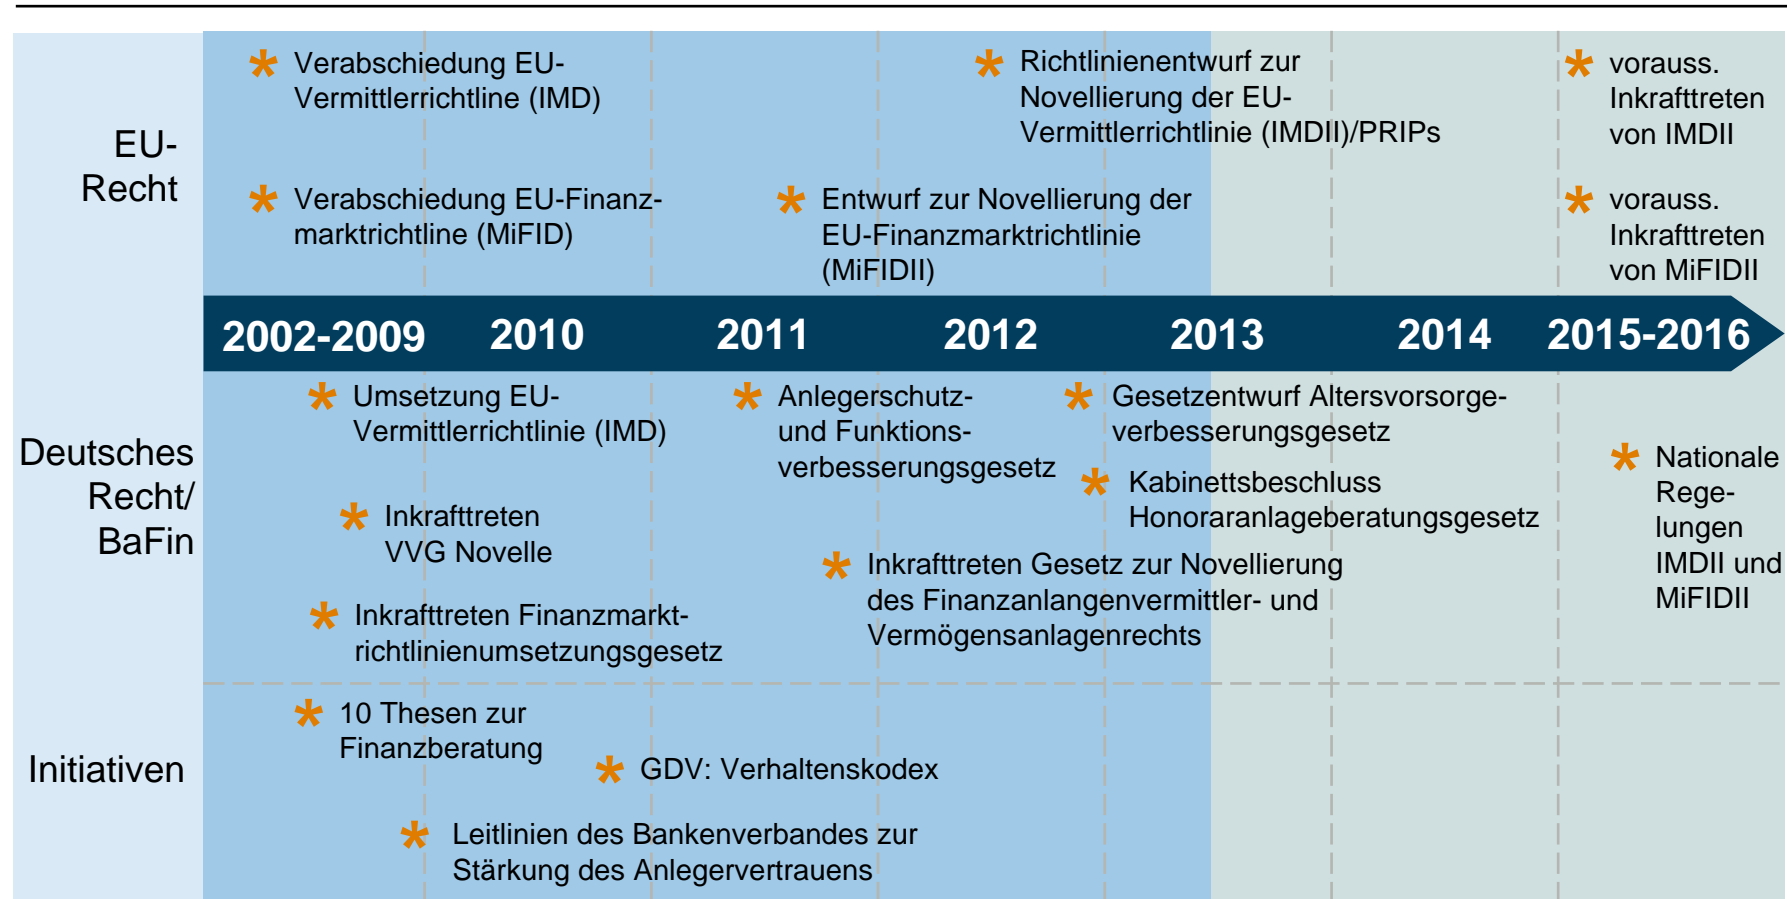 EU-
Recht
* Verabschiedung EU-
Vermittlerrichtline (IMD)
* Verabschiedung EU-Finanz-
marktrichtline (MiFID)
* Richtlinienentwurf zur
Novellierung der EU-
Vermittlerrichtlinie (IMDII)/PRIPs
* Entwurf zur Novellierung der
EU-Finanzmarktrichtlinie
(MiFIDII)
* vorauss.
Inkrafttreten
von IMDII
* vorauss.
Inkrafttreten
von MiFIDII
2002-2009 2010 2011 2012 2013 2014 2015-2016
Deutsches
Recht/
BaFin
* Umsetzung EU-
Vermittlerrichtlinie (IMD)
* Inkrafttreten
VVG Novelle
* Inkrafttreten Finanzmarkt-
richtlinienumsetzungsgesetz
* Anlegerschutz-
und Funktions-
verbesserungsgesetz
* Inkrafttreten Gesetz zur Novellierung
des Finanzanlangenvermittler- und
Vermögensanlagenrechts
* Gesetzentwurf Altersvorsorge-
verbesserungsgesetz
* Kabinettsbeschluss
Honoraranlageberatungsgesetz
* Nationale
Rege-
lungen
IMDII und
MiFIDII
Initiativen
* 10 Thesen zur
Finanzberatung
* GDV: Verhaltenskodex
* Leitlinien des Bankenverbandes zur
Stärkung des Anlegervertrauens